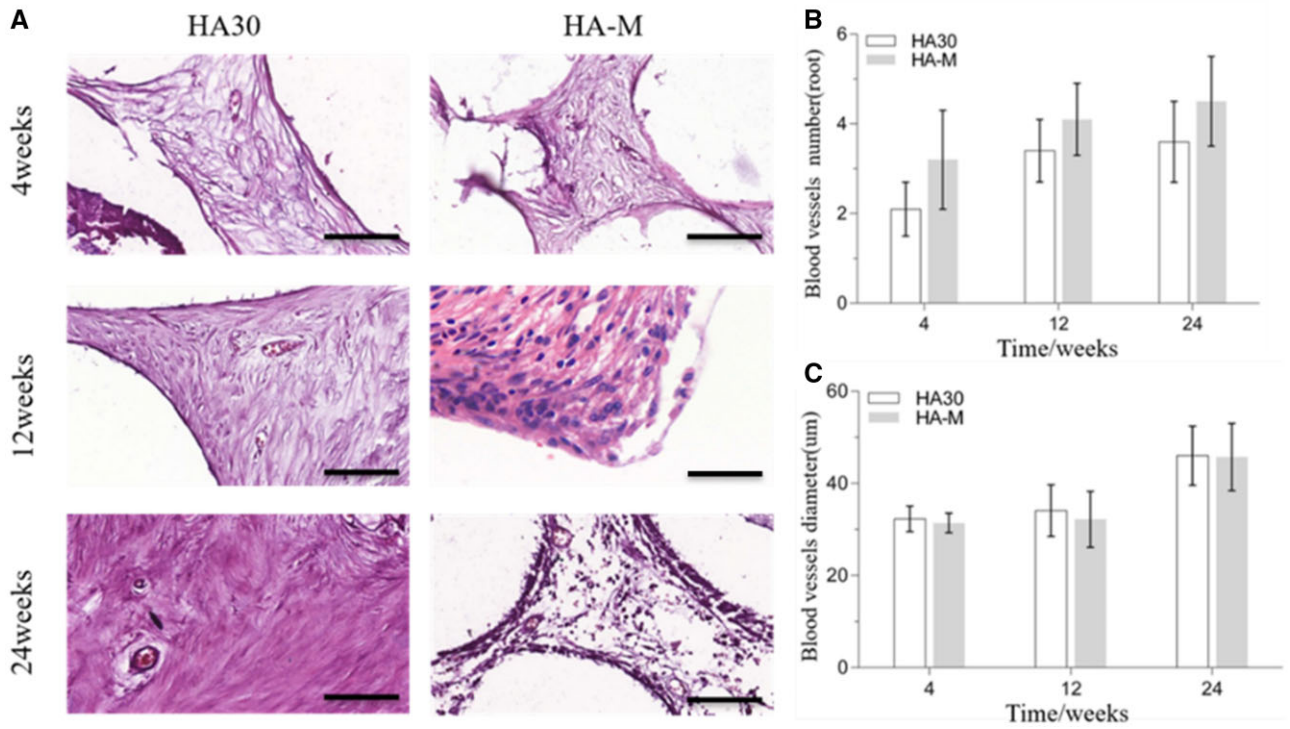 A
HA30
HA-M
4weeks
12weeks
24weeks
B
HA30
HA-M
Blood vessels number(root)
6
4
2
0
4
12
24
Time/weeks
C
HA30
HA-M
Blood vessels diameter(um)
60
40
20
0
4
12
24
Time/weeks